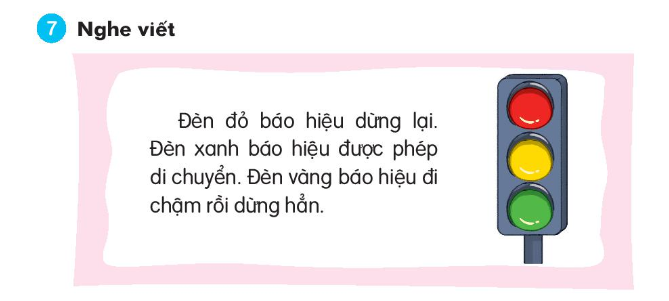 7 Nghe viết
Đèn đỏ báo hiệu dừng lại.
Đèn xanh báo hiệu được phép
di chuyển. Đèn vàng báo hiệu đi
chậm rồi dừng hẳn.